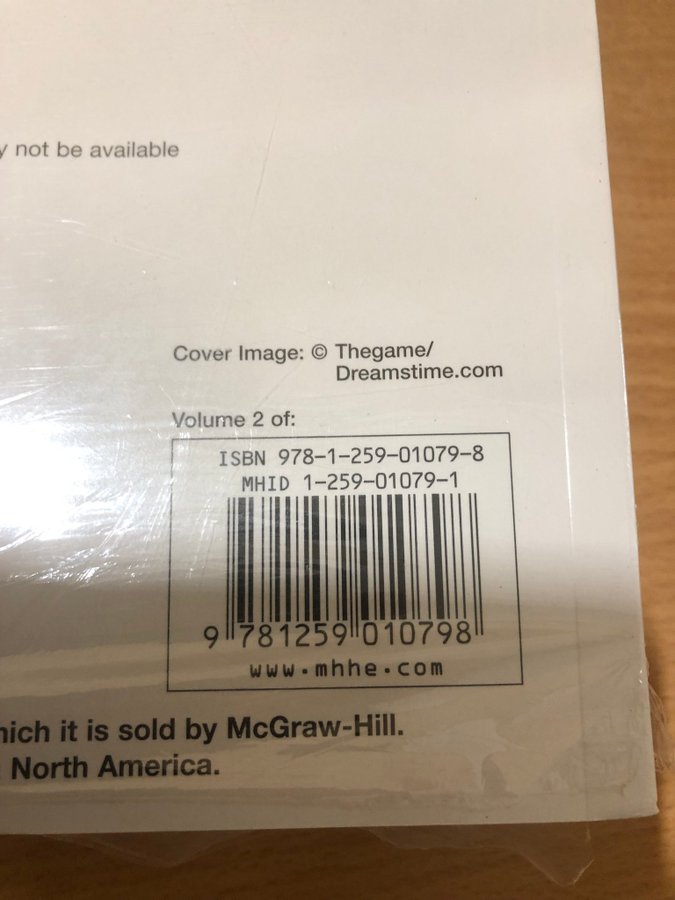 not be available
Cover Image: © Thegame/
Dreamstime.com
Volume 2 of:
ISBN 978-1-259-01079-8
MHID 1-259-01079-1
9 781259 010798
www.mhhe.com
it is sold by McGraw-Hill.
North America.